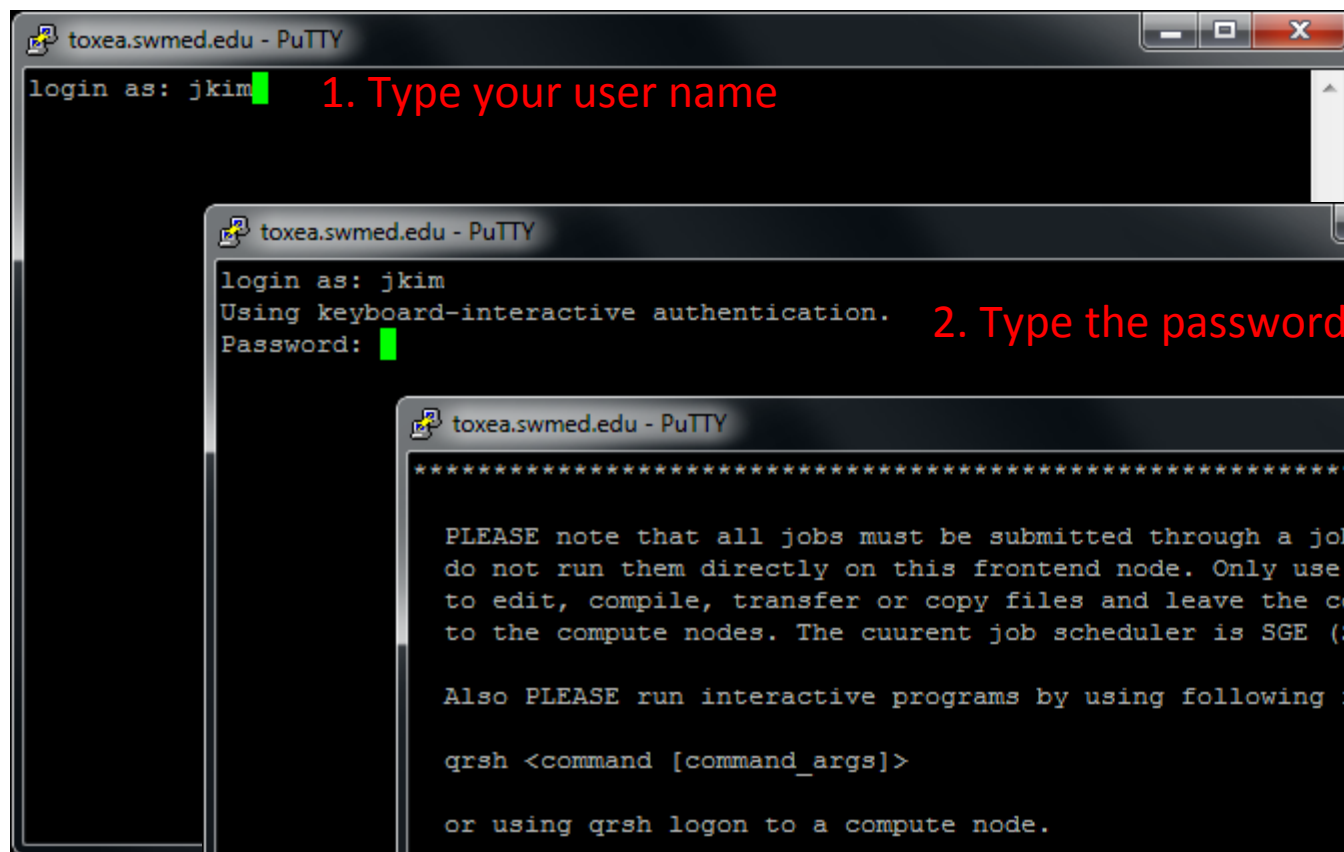 toxea.swmed.edu - PuTTY
login as: jkim
1. Type your user name
toxea.swmed.edu - PuTTY
login as: jkim
Using keyboard-interactive authentication.
Password:
2. Type the password
toxea.swmed.edu - PuTTY
************************************************************
PLEASE note that all jobs must be submitted through a
do not run them directly on this frontend node. Only use
to edit, compile, transfer or copy files and leave the
to the compute nodes. The cuurent job scheduler is SGE (
Also PLEASE run interactive programs by using following
qrsh <command [command_args]>
or using qrsh logon to a compute node.